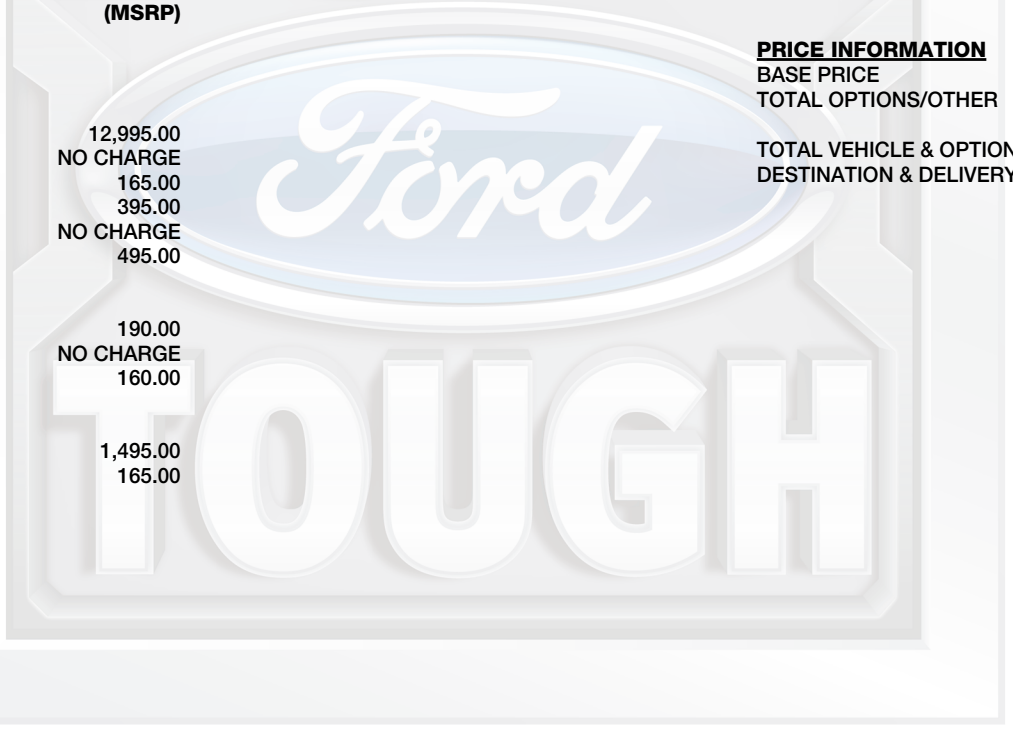 (MSRP)
12,995.00
NO CHARGE
165.00
395.00
NO CHARGE
495.00
190.00
NO CHARGE
160.00
1,495.00
165.00
PRICE INFORMATION
BASE PRICE
TOTAL OPTIONS/OTHER
TOTAL VEHICLE & OPTION
DESTINATION & DELIVERY
Ford
TOUGH